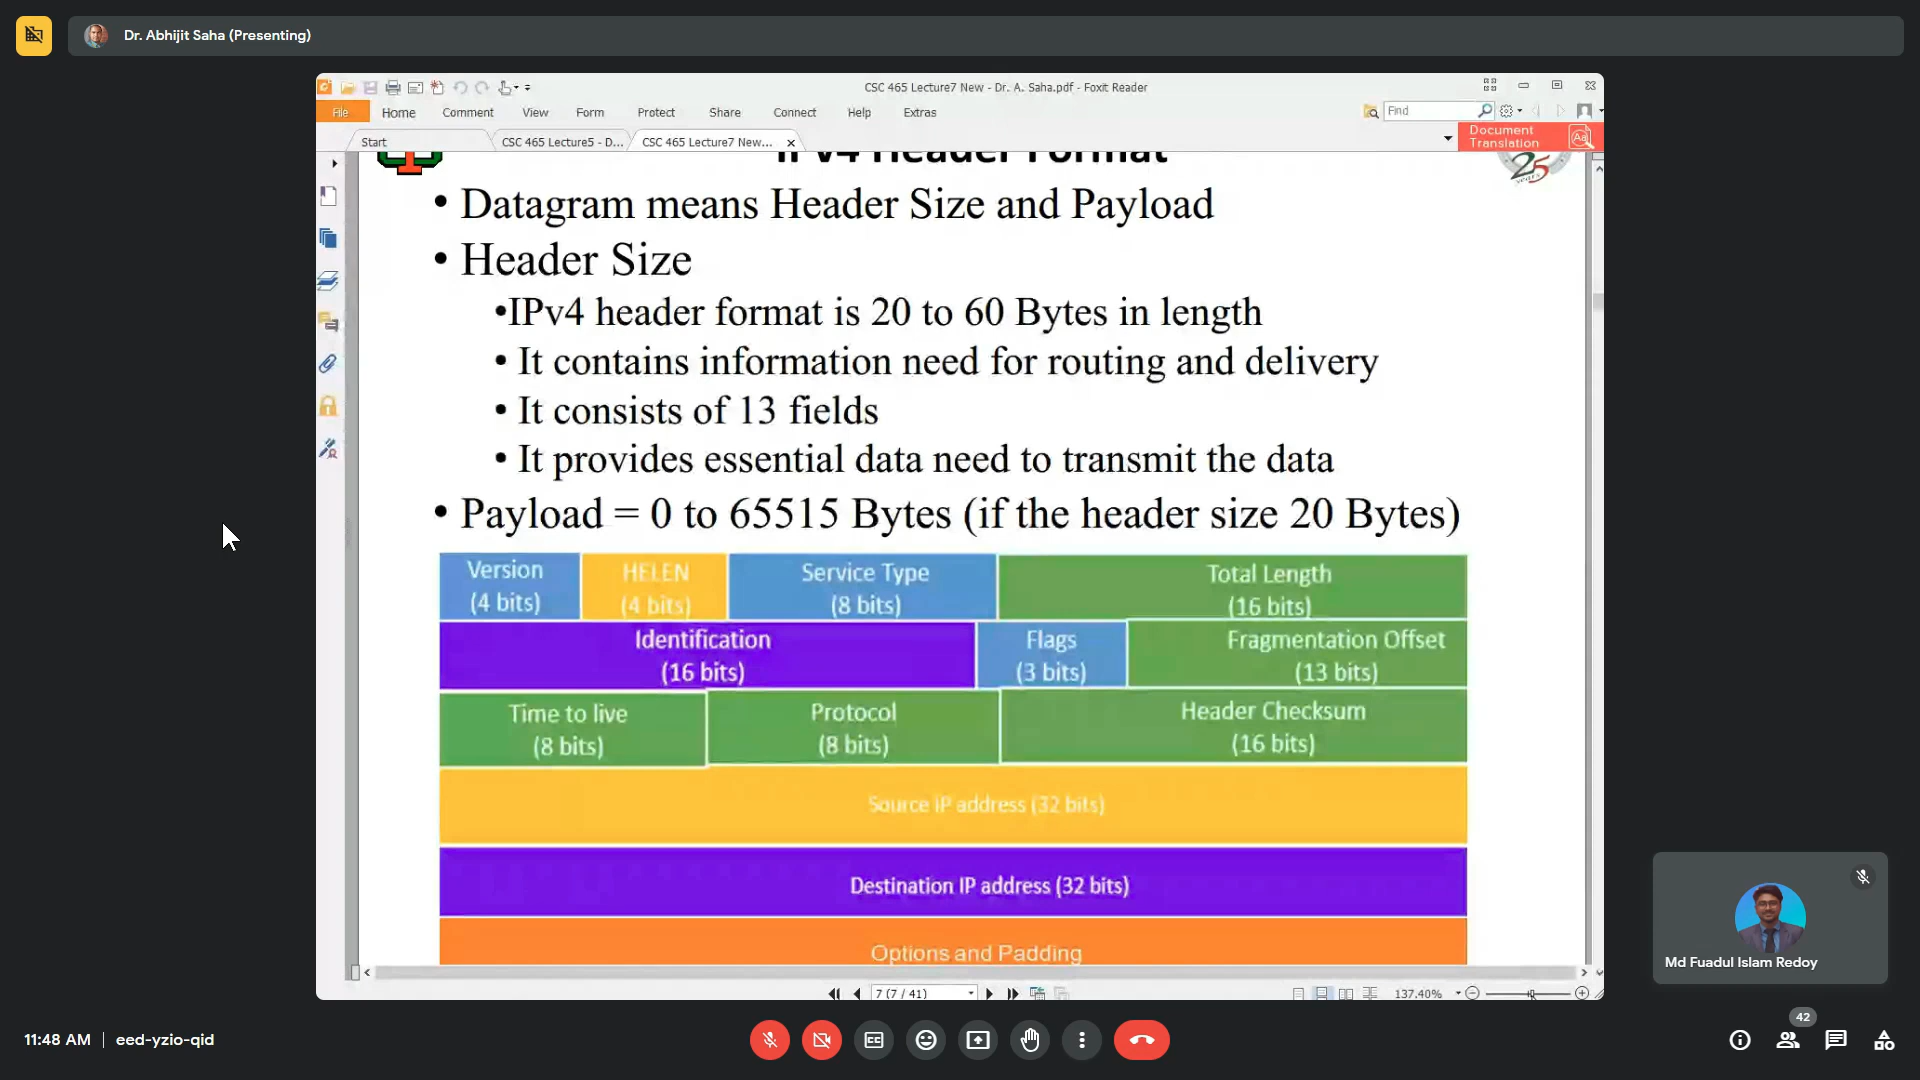 Dr. Abhijit Saha (Presenting)
CSC 465 Lecture7 New - Dr. A. Saha.pdf - Foxit Reader
File Home Comment View Form Protect Share Connect Help Extras
Find
Start CSC 465 Lecture5 - D... CSC 465 Lecture7 New...
Document
Translation
IPv4 Header Format
25
years
• Datagram means Header Size and Payload
• Header Size
•IPv4 header format is 20 to 60 Bytes in length
• It contains information need for routing and delivery
• It consists of 13 fields
• It provides essential data need to transmit the data
• Payload = 0 to 65515 Bytes (if the header size 20 Bytes)
Version HELEN Service Type Total Length
(4 bits) (4 bits) (8 bits) (16 bits)
Identification Flags Fragmentation Offset
(16 bits) (3 bits) (13 bits)
Time to live Protocol Header Checksum
(8 bits) (8 bits) (16 bits)
Source IP address (32 bits)
Destination IP address (32 bits)
Options and Padding
7 (7 / 41)
137.40%
Md Fuadul Islam Redoy
11:48 AM | eed-yzio-qid
42